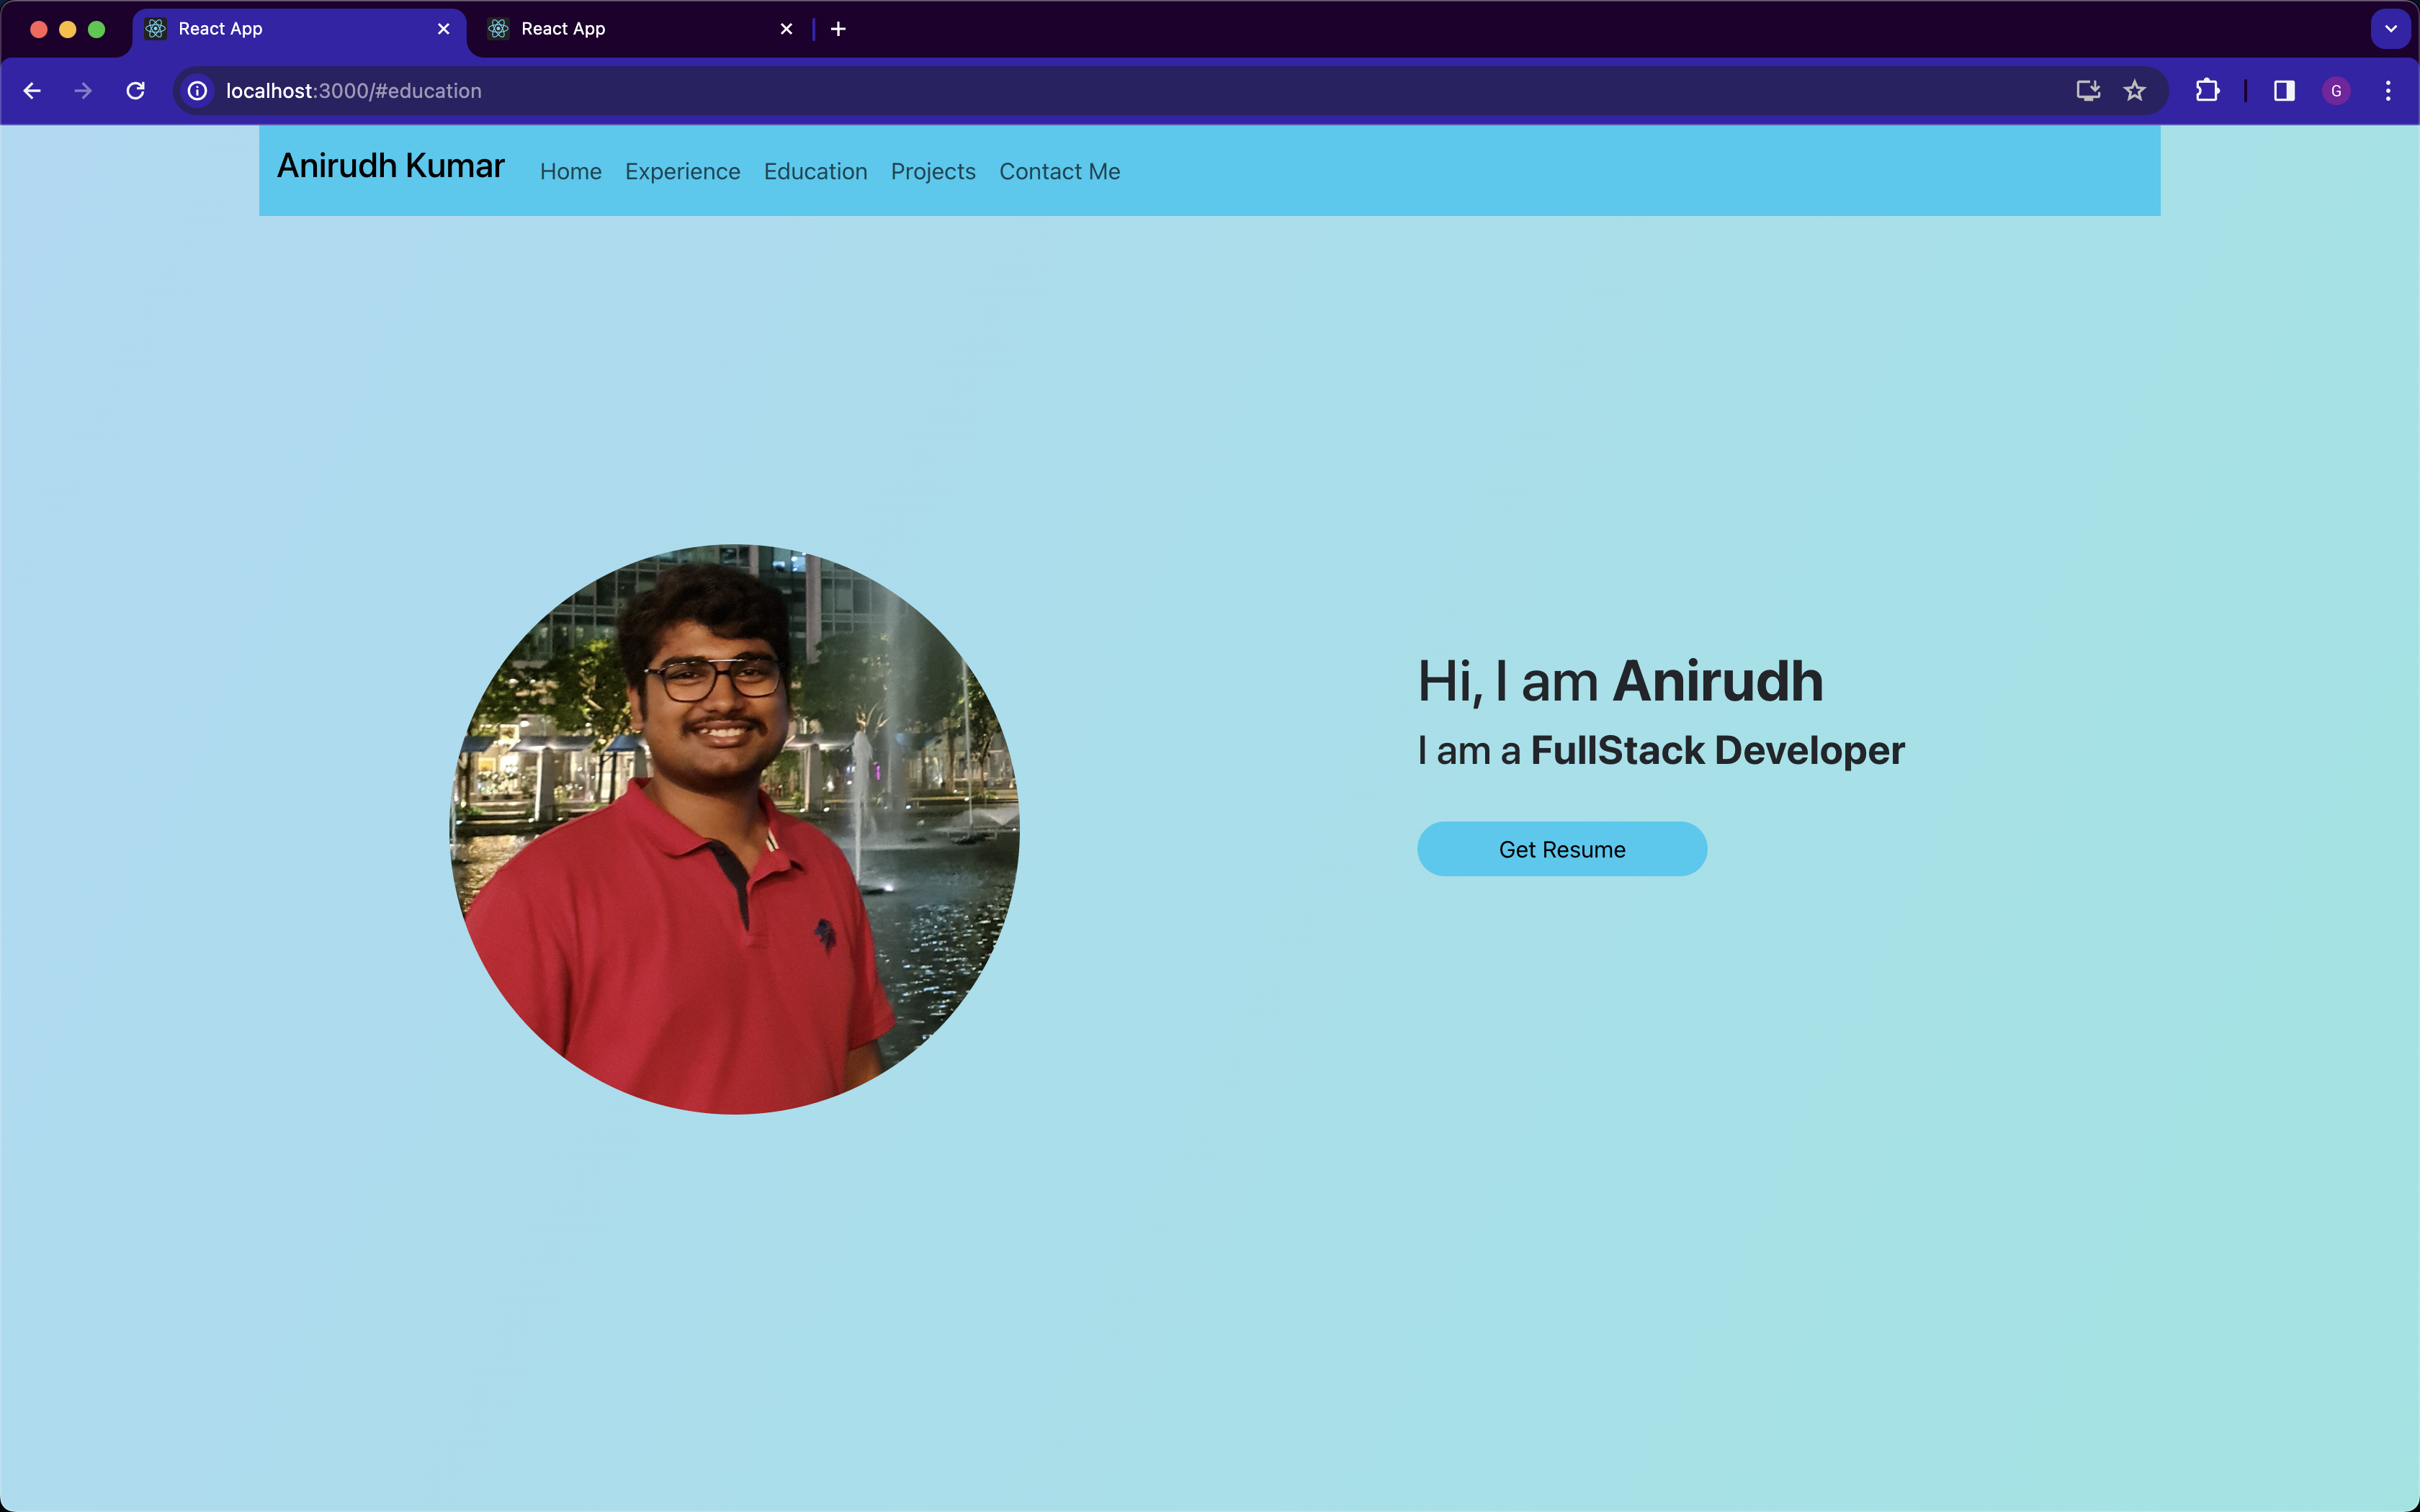 React App
React App
localhost:3000/#education
G
Anirudh Kumar
Home Experience Education Projects Contact Me
Hi, I am Anirudh
I am a FullStack Developer
Get Resume